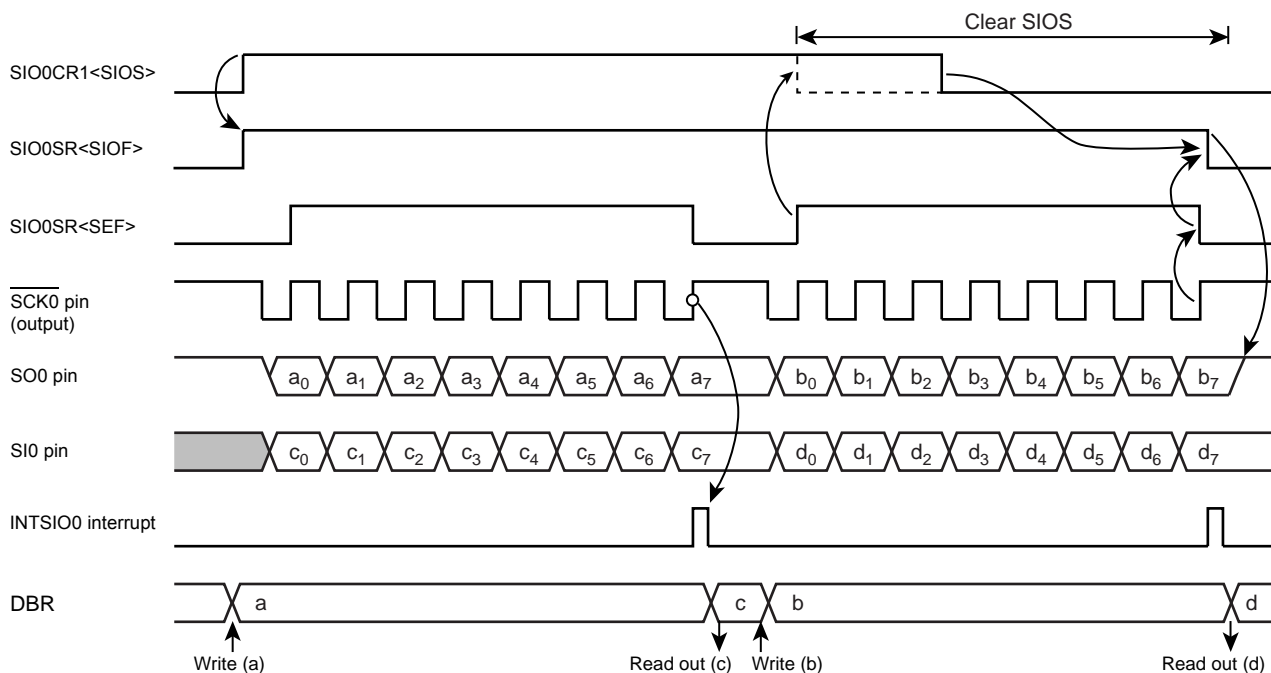 Clear SIOS
SIO0CR1<SIOS>
SIO0SR<SIOF>
SIO0SR<SEF>
SCK0 pin
(output)
SO0 pin a0 a1 a2 a3 a4 a5 a6 a7 b0 b1 b2 b3 b4 b5 b6 b7
SI0 pin c0 c1 c2 c3 c4 c5 c6 c7 d0 d1 d2 d3 d4 d5 d6 d7
INTSIO0 interrupt
DBR a c b d
Write (a) Read out (c) Write (b) Read out (d)